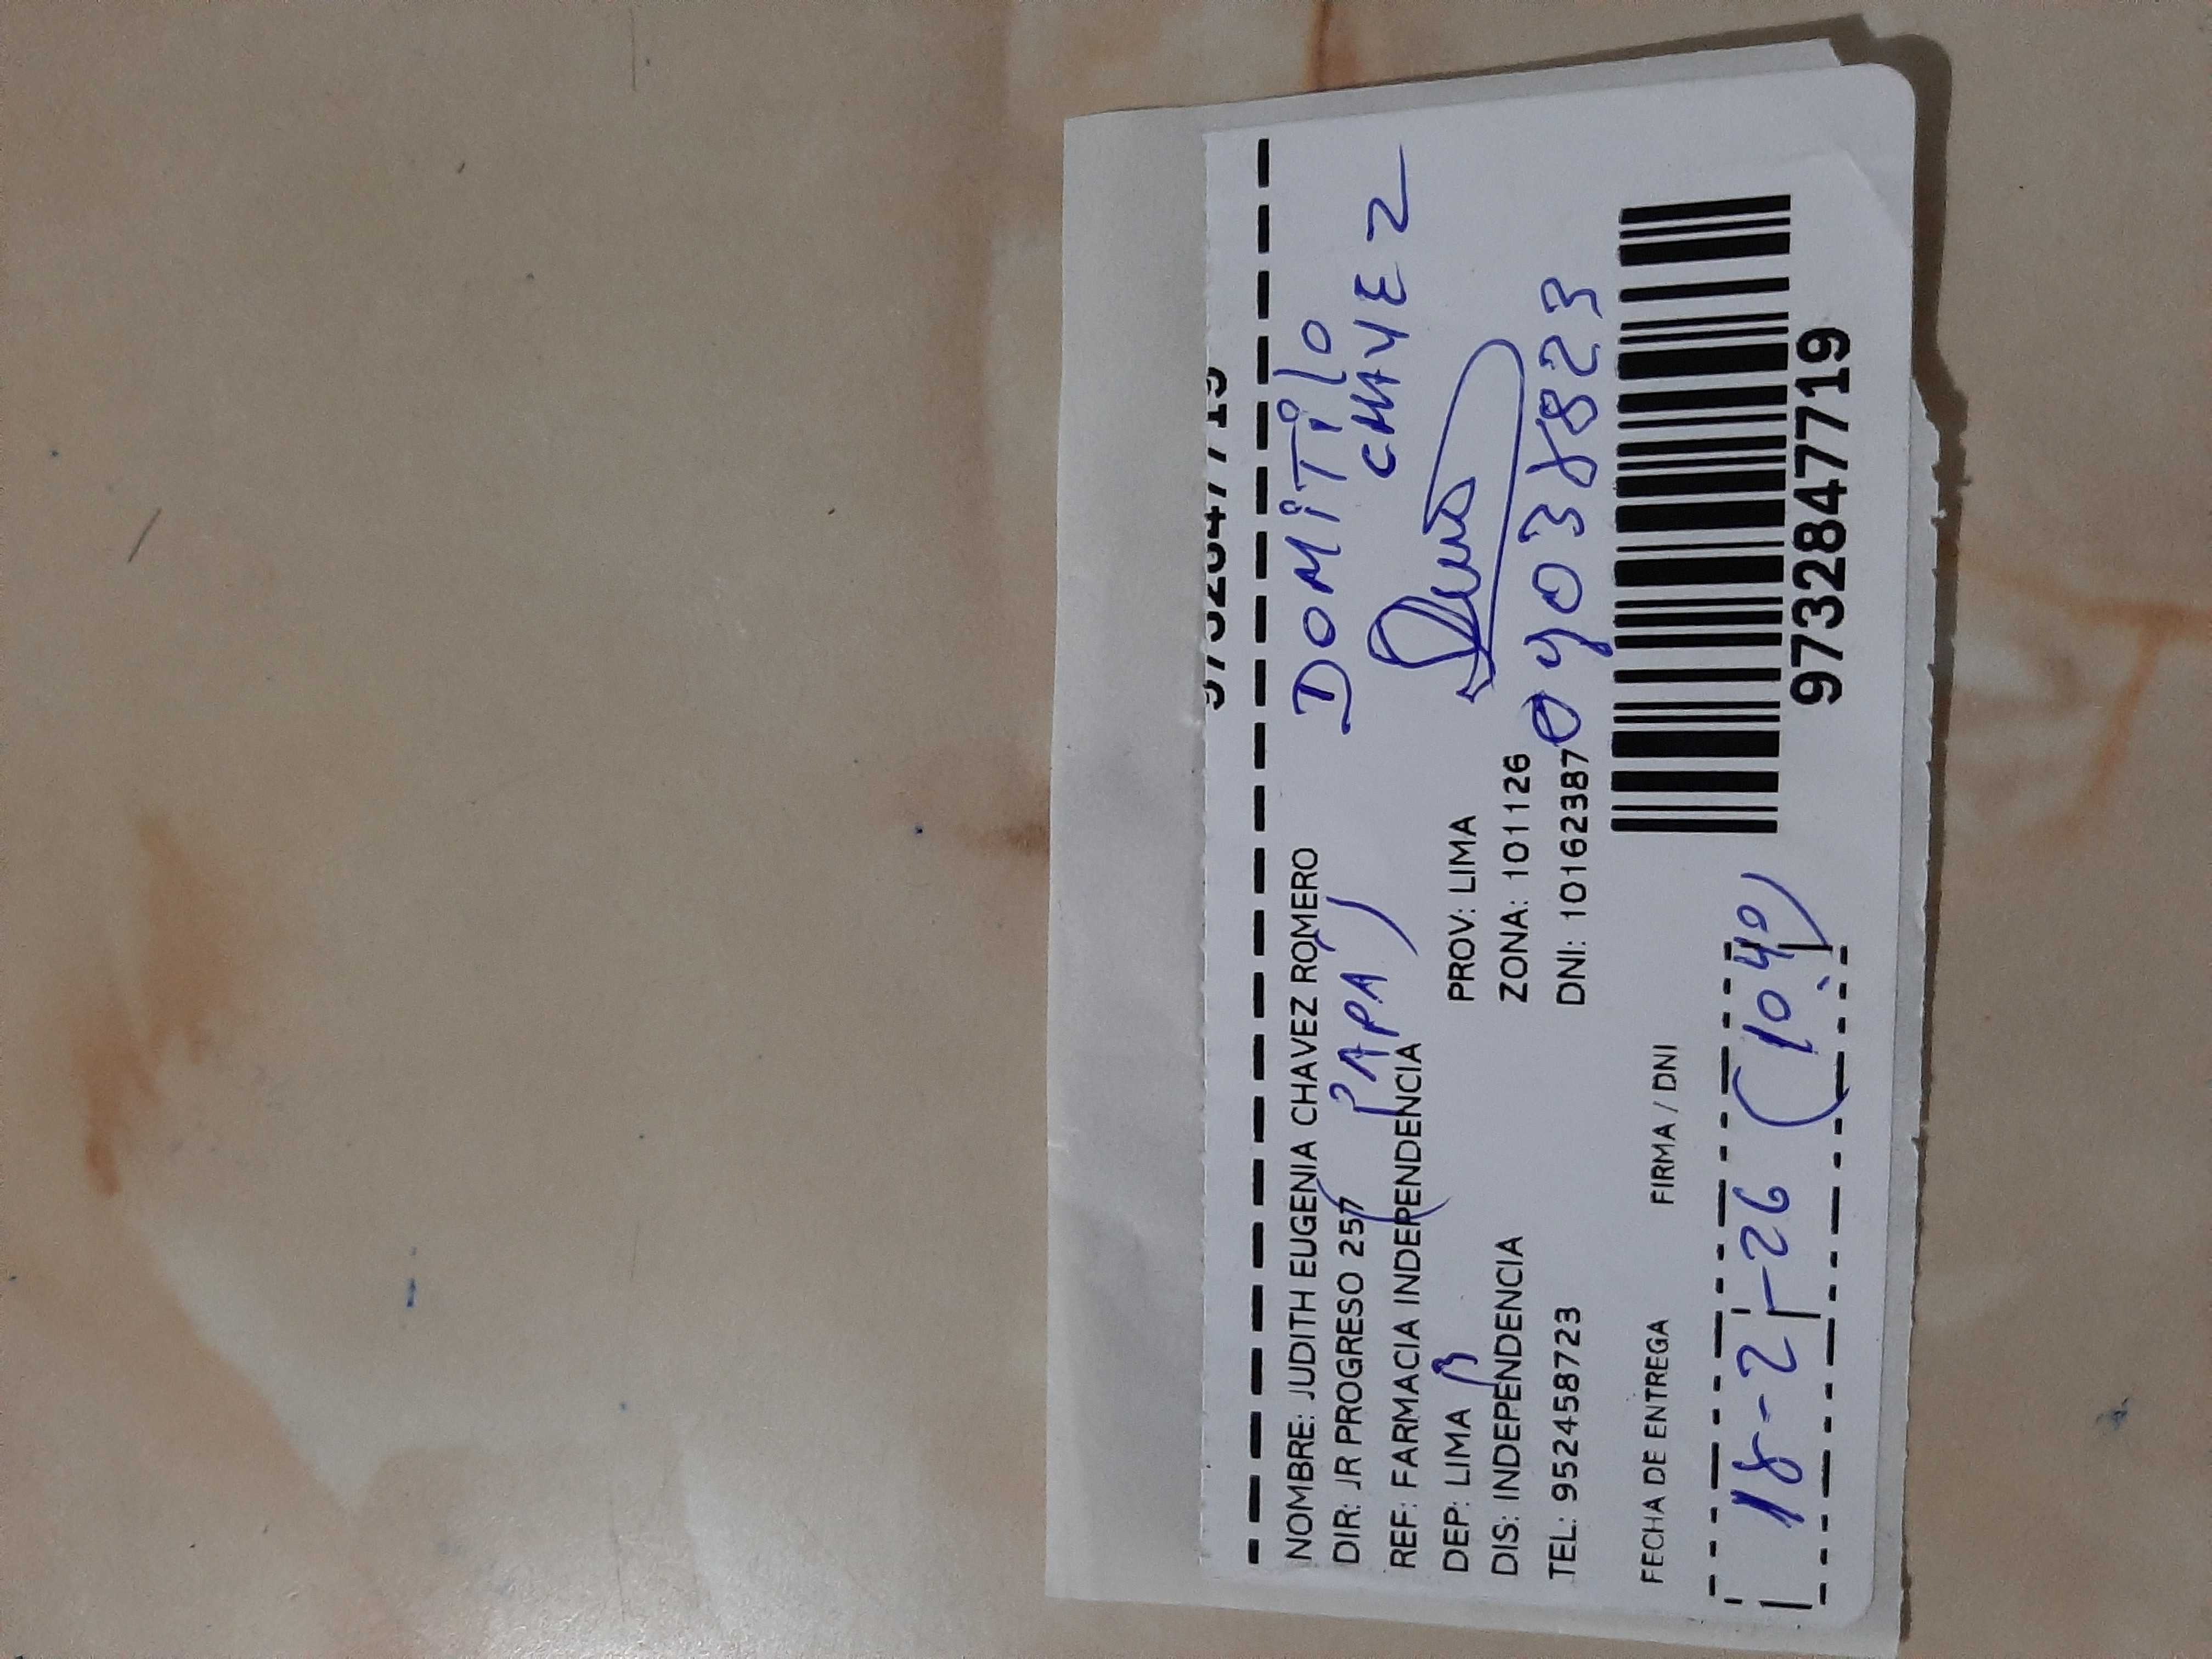 NOMBRE: JUDITH EUGENIA CHAVEZ ROMERO
DOMiTiLO
CHAVEZ
DIR: JR PROGRESO 257
(PAPA)
REF: FARMACIA INDEPENDENCIA
DEP: LIMA
PROV: LIMA
DIS: INDEPENDENCIA
ZONA: 101126
TEL: 952458723
DNI: 10162387
09038823
FECHA DE ENTREGA
FIRMA / DNI
18-2-26 (10:40)
9732847719